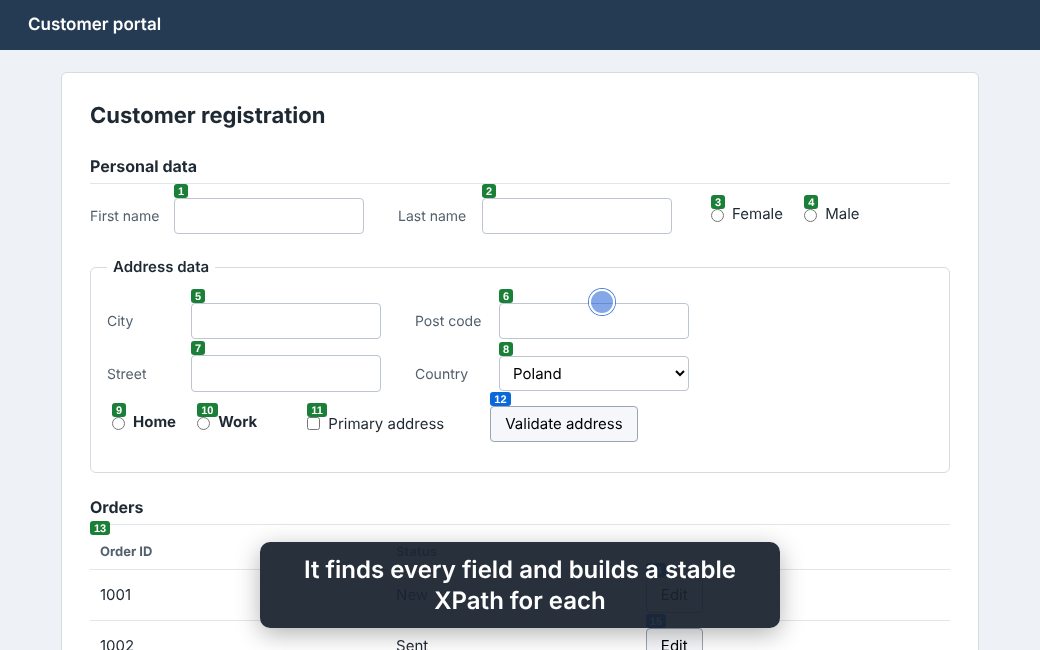 Customer portal
Customer registration
Personal data
1 2 3 4
First name Last name Female Male
Address data
5 6
City Post code
7 8
Street Country Poland
9 10 11 12
Home Work Primary address Validate address
Orders
13
Order ID Status
It finds every field and builds a stable
XPath for each
1001 New Edit
1002 Sent Edit